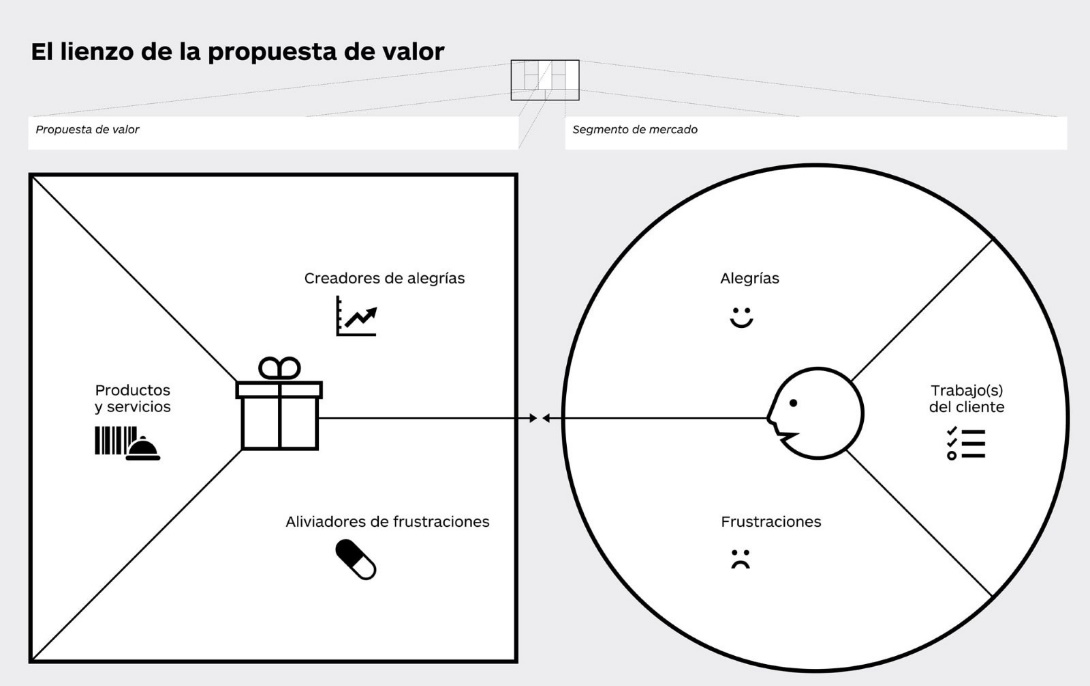 El lienzo de la propuesta de valor
Propuesta de valor
Segmento de mercado
Creadores de alegrías
Productos
y servicios
Aliviadores de frustraciones
Alegrías
Trabajo(s)
del cliente
Frustraciones